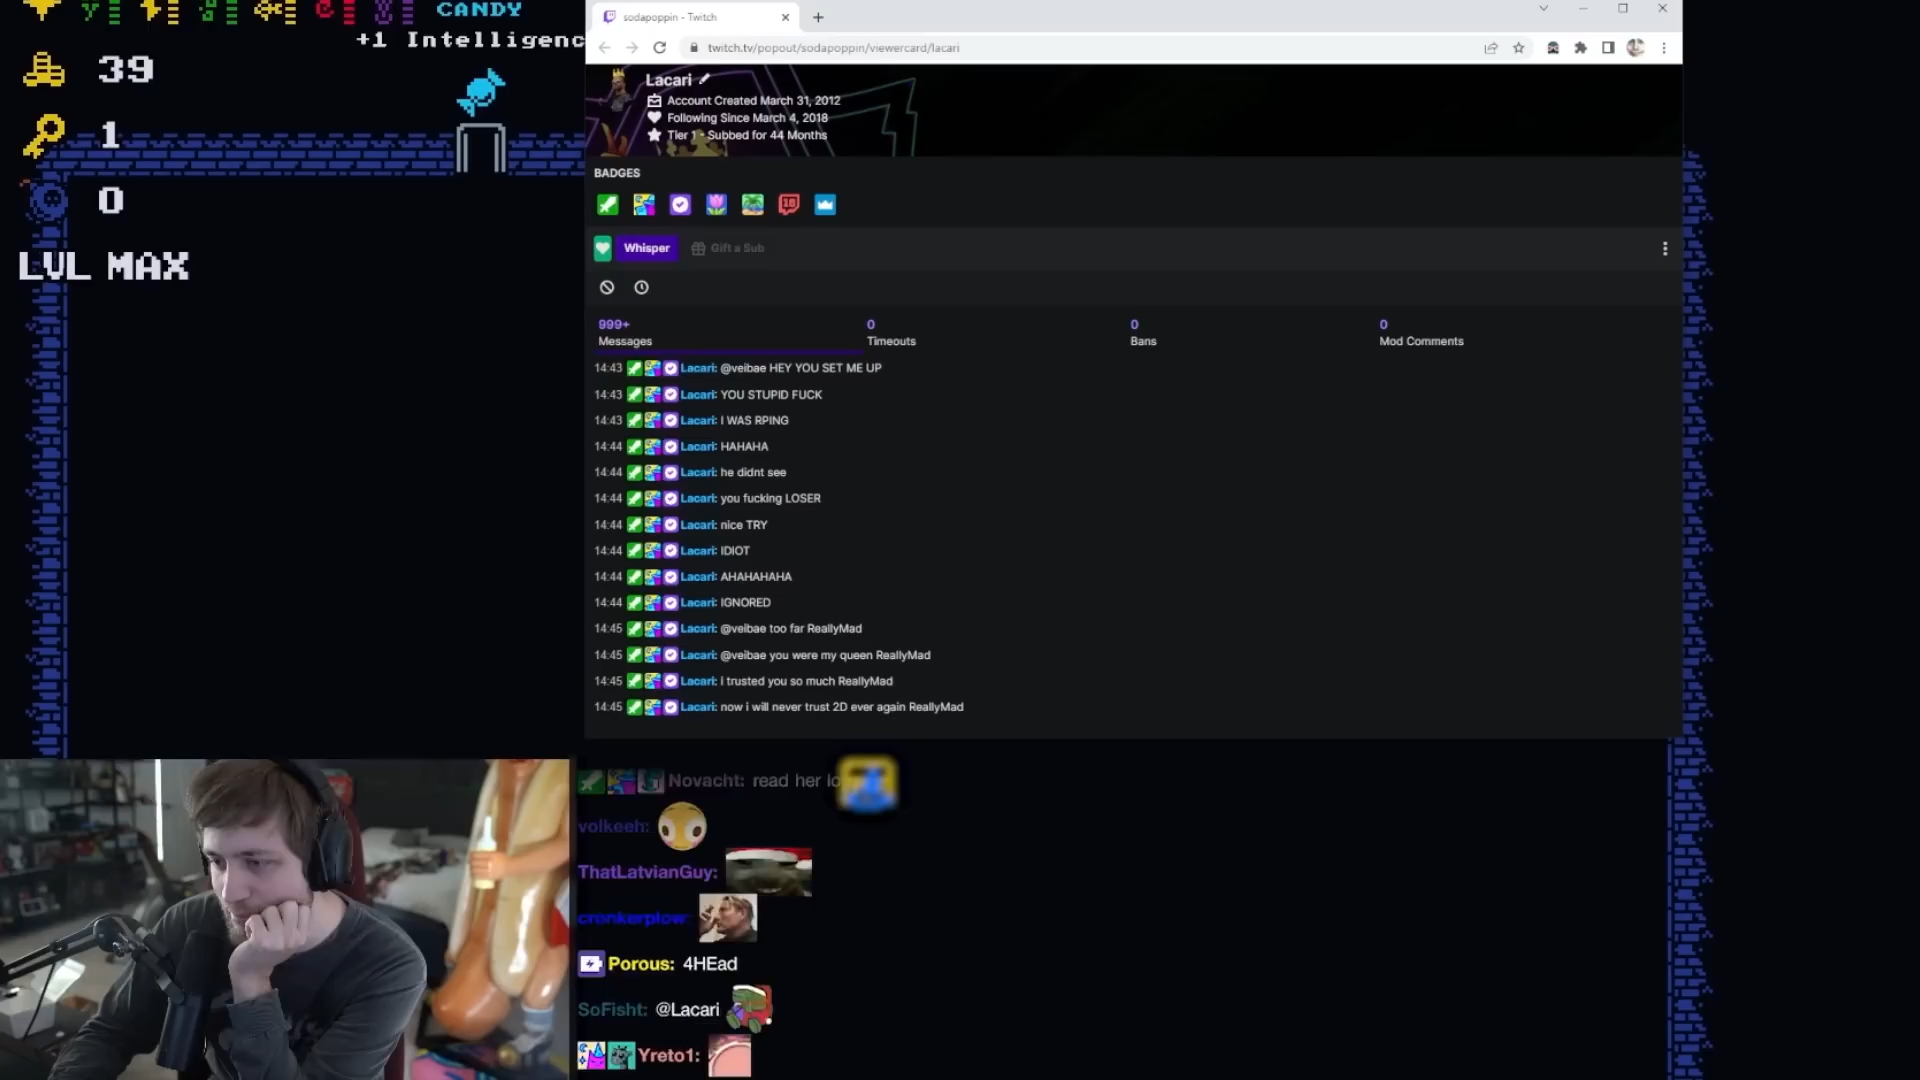 CANDY
+1 Intelligenc
39
1
0
LVL MAX
sodapoppin - Twitch
twitch.tv/popout/sodapoppin/viewercard/lacari
Lacari
Account Created March 31, 2012
Following Since March 4, 2018
Tier 1 - Subbed for 44 Months
BADGES
Whisper
Gift a Sub
999+
Messages
0
Timeouts
0
Bans
0
Mod Comments
14:43 Lacari: @veibae HEY YOU SET ME UP
14:43 Lacari: YOU STUPID FUCK
14:43 Lacari: I WAS RPING
14:44 Lacari: HAHAHA
14:44 Lacari: he didnt see
14:44 Lacari: you fucking LOSER
14:44 Lacari: nice TRY
14:44 Lacari: IDIOT
14:44 Lacari: AHAHAHAHA
14:44 Lacari: IGNORED
14:45 Lacari: @veibae too far ReallyMad
14:45 Lacari: @veibae you were my queen ReallyMad
14:45 Lacari: i trusted you so much ReallyMad
14:45 Lacari: now i will never trust 2D ever again ReallyMad
Novacht: read her lo
volkeeh:
ThatLatvianGuy:
cronkerplow:
Porous: 4HEad
SoFisht: @Lacari
Yreto1: